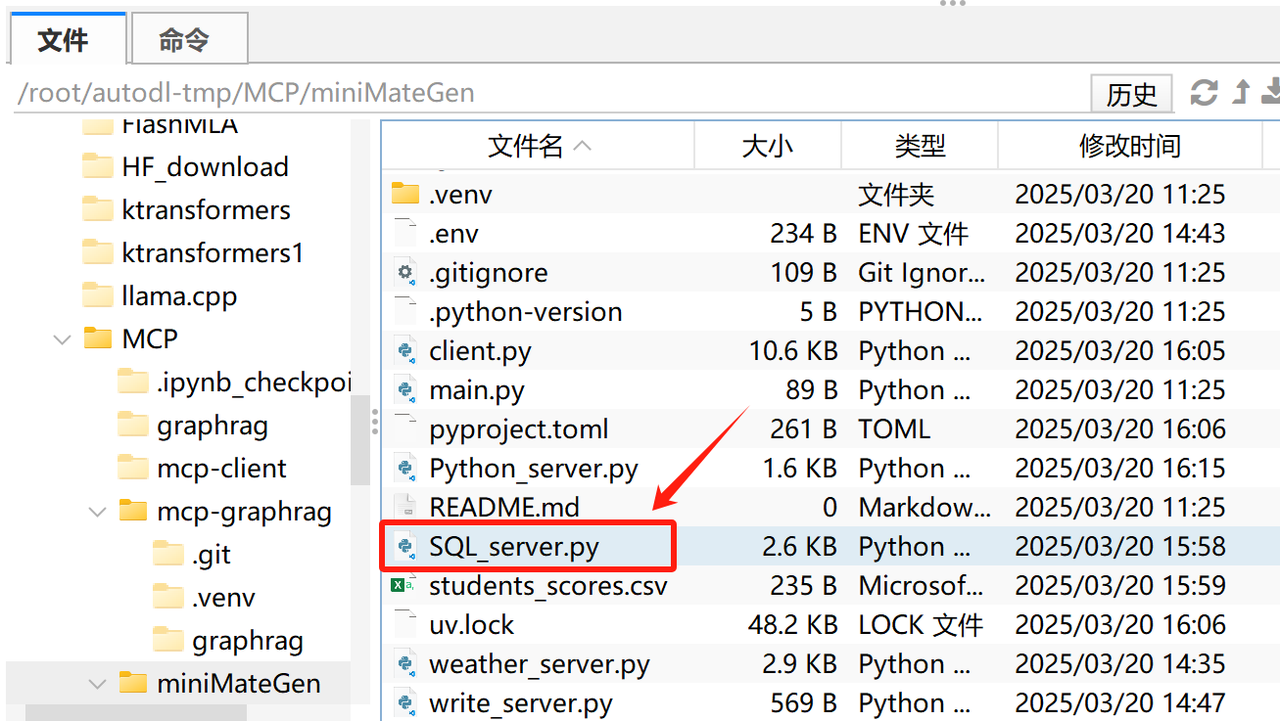 文件 命令
/root/autodl-tmp/MCP/miniMateGen 历史
FlashMLA
HF_download
ktransformers
ktransformers1
llama.cpp
MCP
.ipynb_checkpoi
graphrag
mcp-client
mcp-graphrag
.git
.venv
graphrag
miniMateGen
文件名 大小 类型 修改时间
.venv 文件夹 2025/03/20 11:25
.env 234 B ENV 文件 2025/03/20 14:43
.gitignore 109 B Git Ignor... 2025/03/20 11:25
.python-version 5 B PYTHON... 2025/03/20 11:25
client.py 10.6 KB Python ... 2025/03/20 16:05
main.py 89 B Python ... 2025/03/20 11:25
pyproject.toml 261 B TOML 2025/03/20 16:06
Python_server.py 1.6 KB Python ... 2025/03/20 16:15
README.md 0 Markdow... 2025/03/20 11:25
SQL_server.py 2.6 KB Python ... 2025/03/20 15:58
students_scores.csv 235 B Microsof... 2025/03/20 15:59
uv.lock 48.2 KB LOCK 文件 2025/03/20 16:06
weather_server.py 2.9 KB Python ... 2025/03/20 14:35
write_server.py 569 B Python ... 2025/03/20 14:47